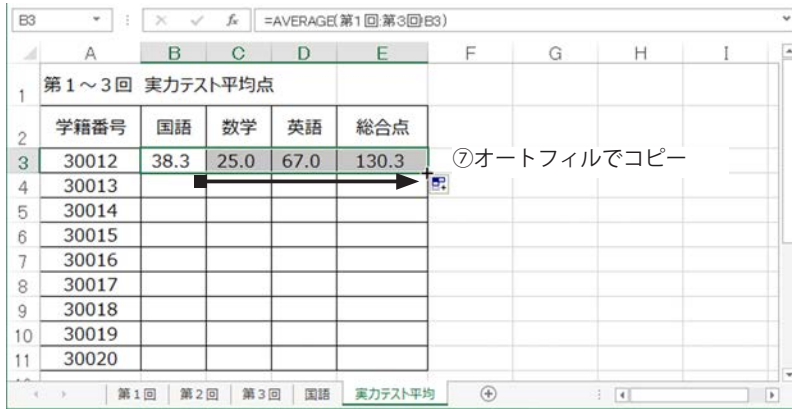 B3 fx =AVERAGE(第1回:第3回!B3)
A B C D E F G H I
1 第1～3回 実力テスト平均点
2 学籍番号 国語 数学 英語 総合点
3 30012 38.3 25.0 67.0 130.3 ⑦オートフィルでコピー
4 30013
5 30014
6 30015
7 30016
8 30017
9 30018
10 30019
11 30020
第1回 第2回 第3回 国語 実力テスト平均